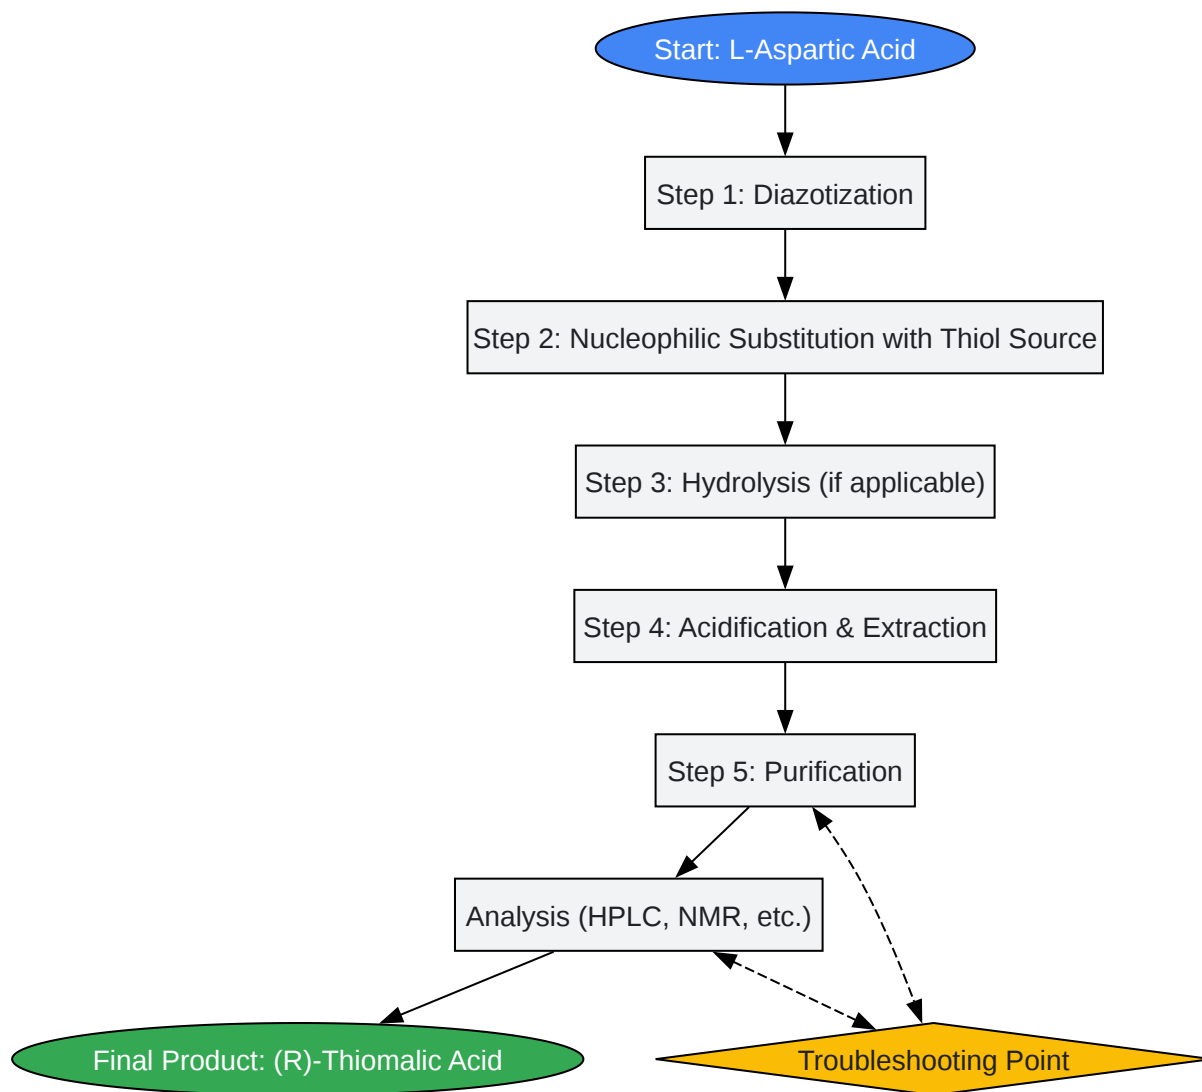 Start: L-Aspartic Acid
Step 1: Diazotization
Step 2: Nucleophilic Substitution with Thiol Source
Step 3: Hydrolysis (if applicable)
Step 4: Acidification & Extraction
Step 5: Purification
Analysis (HPLC, NMR, etc.)
Final Product: (R)-Thiomalic Acid
Troubleshooting Point